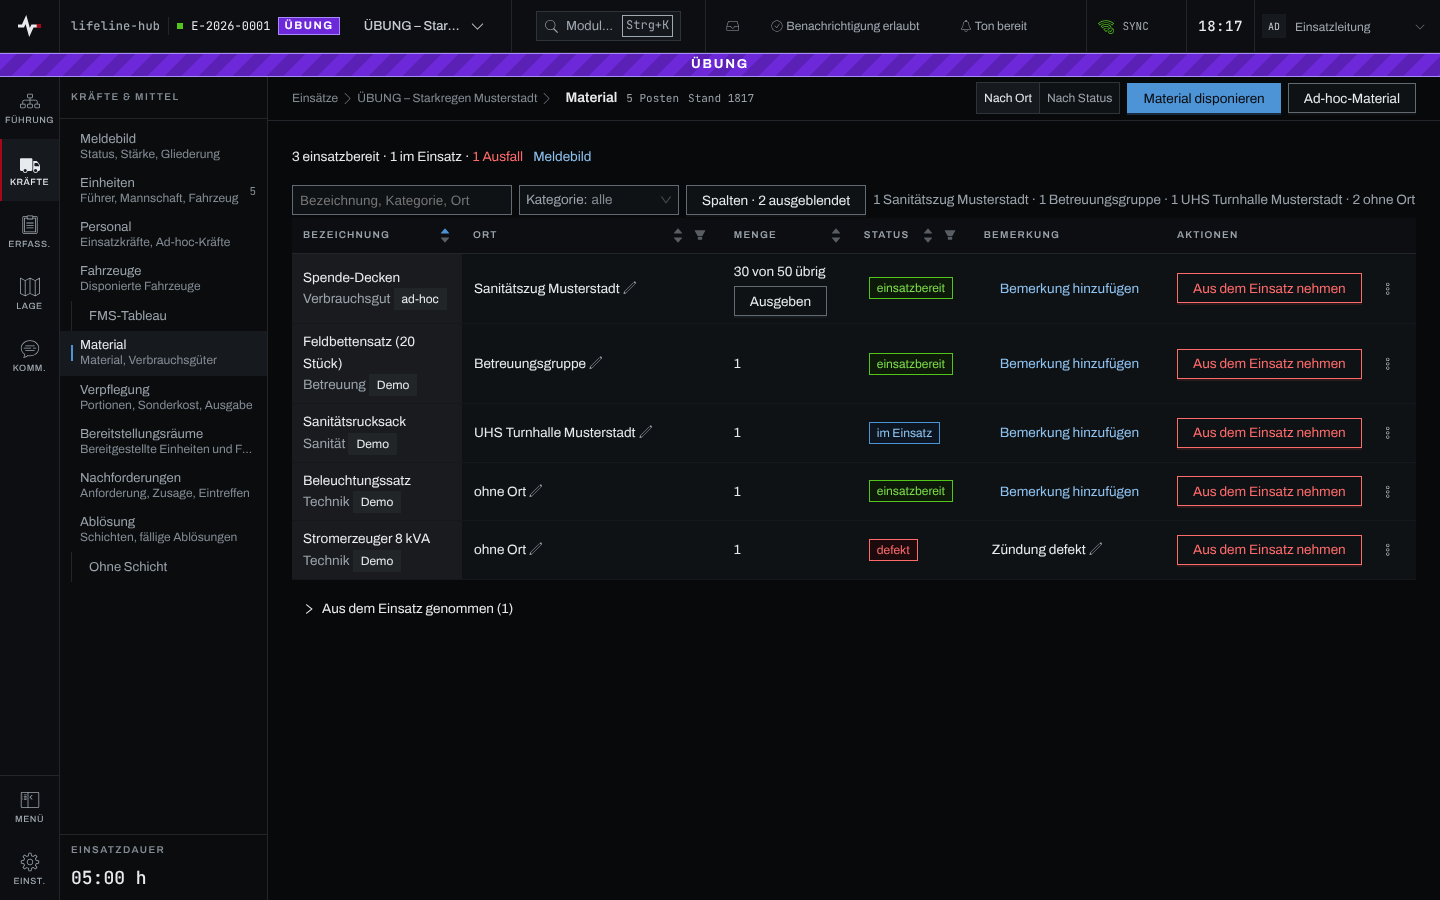 lifeline-hub E-2026-0001 ÜBUNG ÜBUNG – Star... Modul... Strg+K Benachrichtigung erlaubt Ton bereit SYNC 18:17 AD Einsatzleitung
ÜBUNG
FÜHRUNG
KRÄFTE
ERFASS.
LAGE
KOMM.
MENÜ
EINST.
KRÄFTE & MITTEL
Meldebild
Status, Stärke, Gliederung
Einheiten
Führer, Mannschaft, Fahrzeug 5
Personal
Einsatzkräfte, Ad-hoc-Kräfte
Fahrzeuge
Disponierte Fahrzeuge
FMS-Tableau
Material
Material, Verbrauchsgüter
Verpflegung
Portionen, Sonderkost, Ausgabe
Bereitstellungsräume
Bereitgestellte Einheiten und F...
Nachforderungen
Anforderung, Zusage, Eintreffen
Ablösung
Schichten, fällige Ablösungen
Ohne Schicht
EINSATZDAUER
05:00 h
Einsätze ÜBUNG – Starkregen Musterstadt Material 5 Posten Stand 1817 Nach Ort Nach Status Material disponieren Ad-hoc-Material
3 einsatzbereit · 1 im Einsatz · 1 Ausfall Meldebild
Bezeichnung, Kategorie, Ort Kategorie: alle Spalten · 2 ausgeblendet 1 Sanitätszug Musterstadt · 1 Betreuungsgruppe · 1 UHS Turnhalle Musterstadt · 2 ohne Ort
BEZEICHNUNG ORT MENGE STATUS BEMERKUNG AKTIONEN
Spende-Decken
Verbrauchsgut ad-hoc Sanitätszug Musterstadt 30 von 50 übrig
Ausgeben einsatzbereit Bemerkung hinzufügen Aus dem Einsatz nehmen
Feldbettensatz (20
Stück)
Betreuung Demo Betreuungsgruppe 1 einsatzbereit Bemerkung hinzufügen Aus dem Einsatz nehmen
Sanitätsrucksack
Sanität Demo UHS Turnhalle Musterstadt 1 im Einsatz Bemerkung hinzufügen Aus dem Einsatz nehmen
Beleuchtungssatz
Technik Demo ohne Ort 1 einsatzbereit Bemerkung hinzufügen Aus dem Einsatz nehmen
Stromerzeuger 8 kVA
Technik Demo ohne Ort 1 defekt Zündung defekt Aus dem Einsatz nehmen
Aus dem Einsatz genommen (1)